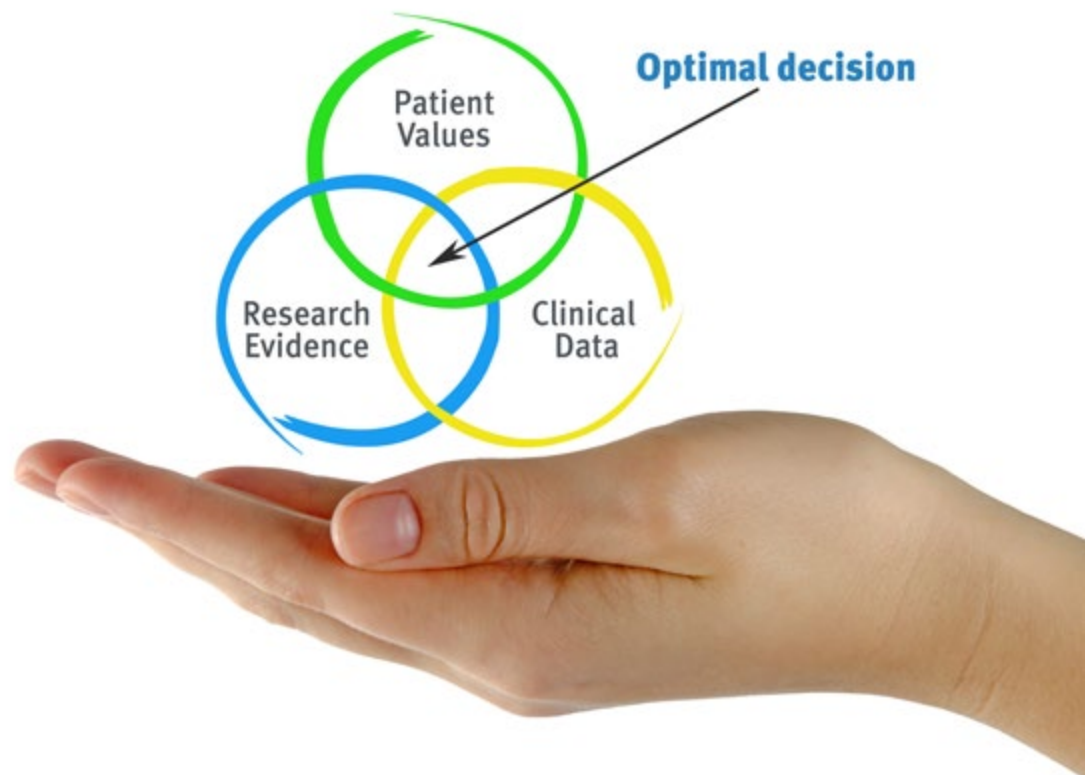 Optimal decision
Patient
Values
Research
Evidence
Clinical
Data